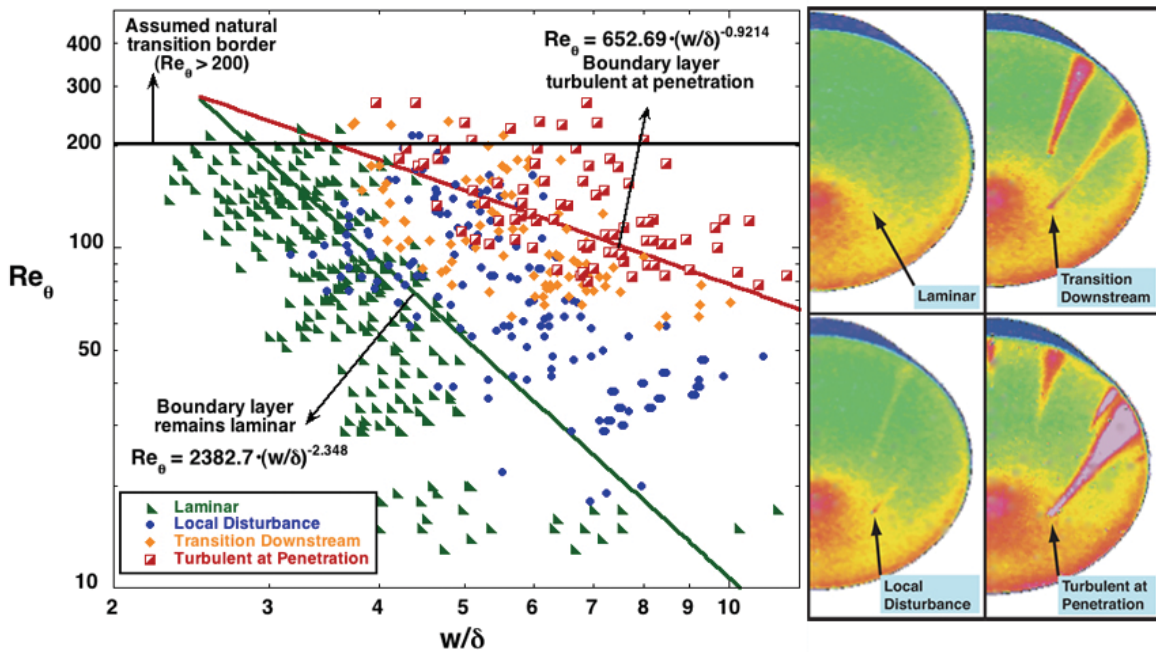 Assumed natural
transition border
(Reθ > 200)
Reθ = 652.69·(w/δ)-0.9214
Boundary layer
turbulent at penetration
500
400
300
200
100
50
10
Reθ
Boundary layer
remains laminar
Reθ = 2382.7·(w/δ)-2.348
Laminar
Local Disturbance
Transition Downstream
Turbulent at Penetration
2 3 4 5 6 7 8 9 10
w/δ
Laminar
Transition
Downstream
Local
Disturbance
Turbulent at
Penetration